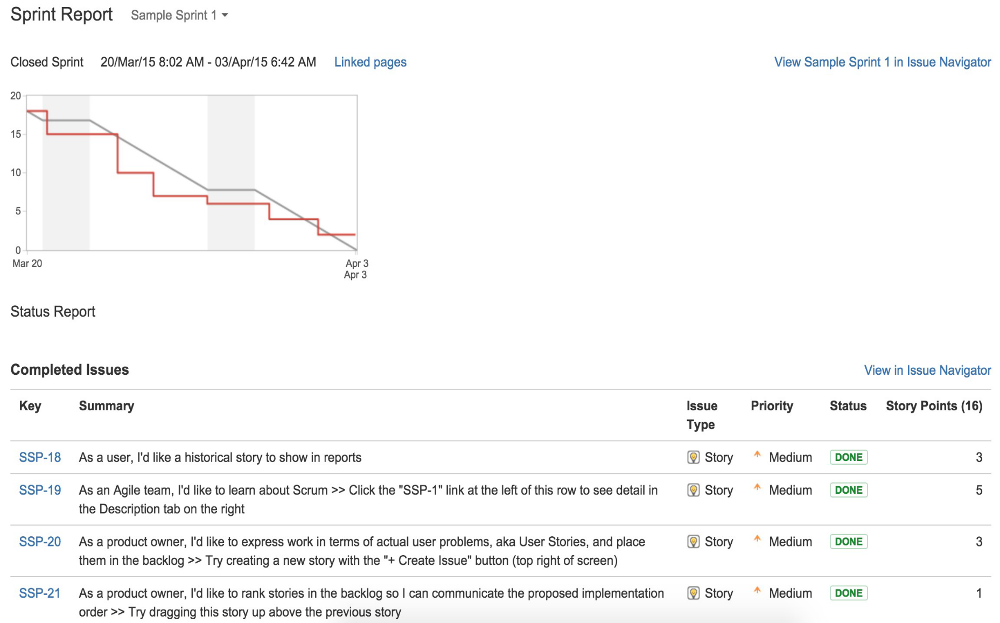 Sprint Report Sample Sprint 1
Closed Sprint 20/Mar/15 8:02 AM - 03/Apr/15 6:42 AM Linked pages View Sample Sprint 1 in Issue Navigator
20
15
10
5
0
Mar 20 Apr 3
Apr 3
Status Report
Completed Issues View in Issue Navigator
Key Summary Issue Type Priority Status Story Points (16)
SSP-18 As a user, I'd like a historical story to show in reports Story Medium DONE 3
SSP-19 As an Agile team, I'd like to learn about Scrum >> Click the "SSP-1" link at the left of this row to see detail in Story Medium DONE 5
the Description tab on the right
SSP-20 As a product owner, I'd like to express work in terms of actual user problems, aka User Stories, and place Story Medium DONE 3
them in the backlog >> Try creating a new story with the "+ Create Issue" button (top right of screen)
SSP-21 As a product owner, I'd like to rank stories in the backlog so I can communicate the proposed implementation Story Medium DONE 1
order >> Try dragging this story up above the previous story